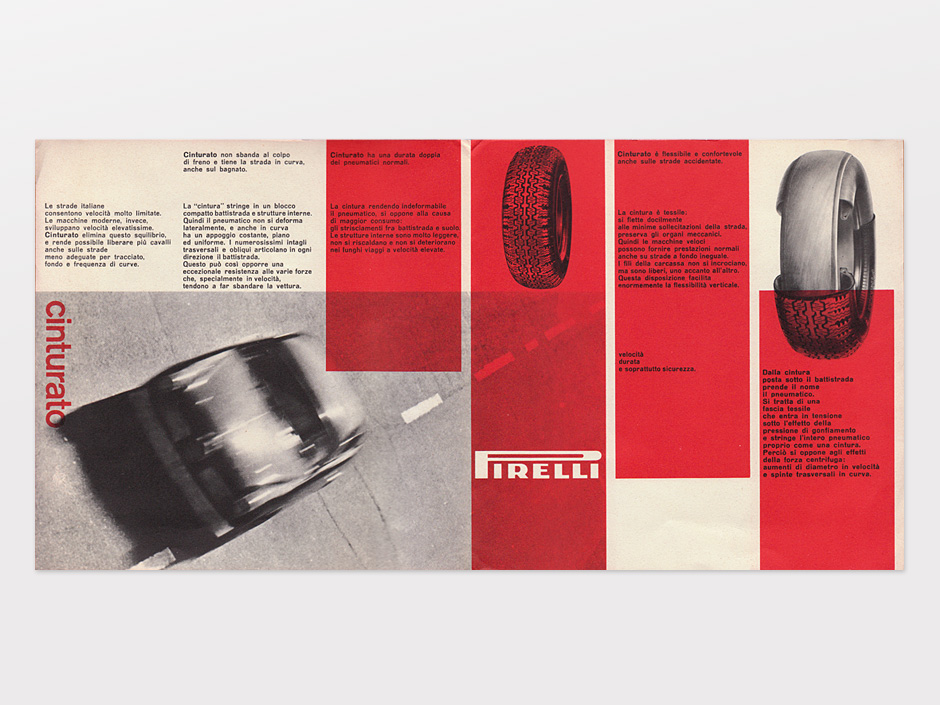 Le strade italiane
consentono velocità molto limitate.
Le macchine moderne, invece,
sviluppano velocità elevatissime.
Cinturato elimina questo squilibrio,
e rende possibile liberare più cavalli
anche sulle strade
meno adeguate per tracciato,
fondo e frequenza di curve.
Cinturato non sbanda al colpo
di freno e tiene la strada in curva,
anche sul bagnato.
La "cintura" stringe in un blocco
compatto battistrada e strutture interne.
Quindi il pneumatico non si deforma
lateralmente, e anche in curva
ha un appoggio costante, piano
ed uniforme. I numerosissimi intagli
trasversali e obliqui articolano in ogni
direzione il battistrada.
Questo può così opporre una
eccezionale resistenza alle varie forze
che, specialmente in velocità,
tendono a far sbandare la vettura.
Cinturato ha una durata doppia
dei pneumatici normali.
La cintura rendendo indeformabile
il pneumatico, si oppone alla causa
di maggior consumo:
gli strisciamenti fra battistrada e suolo.
Le strutture interne sono molto leggere,
non si riscaldano e non si deteriorano
nei lunghi viaggi a velocità elevate.
cinturato
PIRELLI
Cinturato è flessibile e confortevole
anche sulle strade accidentate.
La cintura è tessile;
si flette docilmente
alle minime sollecitazioni della strada,
preserva gli organi meccanici.
Quindi le macchine veloci
possono fornire prestazioni normali
anche su strade a fondo ineguale.
I fili della carcassa non si incrociano,
ma sono liberi, uno accanto all'altro.
Questa disposizione facilita
enormemente la flessibilità verticale.
velocità
durata
e soprattutto sicurezza.
Dalla cintura
posta sotto il battistrada
prende il nome
il pneumatico.
Si tratta di una
fascia tessile
che entra in tensione
sotto l'effetto della
pressione di gonfiamento
e stringe l'intero pneumatico
proprio come una cintura.
Perciò si oppone agli effetti
della forza centrifuga:
aumenti di diametro in velocità
e spinte trasversali in curva.